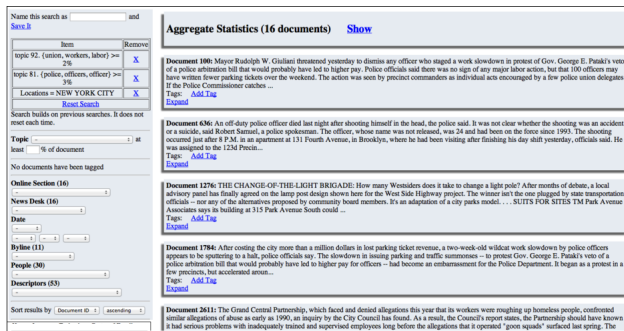 Name this search as and
Save It
Item Remove
topic 92. {union, workers, labor} >= 2% X
topic 81. {police, officers, officer} >= 3% X
Locations = NEW YORK CITY X
Reset Search
Search builds on previous searches. It does not
reset each time.
Topic - at
least % of document
No documents have been tagged
Online Section (16)
-
News Desk (16)
-
Date
- - -
Byline (11)
-
People (30)
-
Descriptors (53)
-
Sort results by Document ID ascending
Aggregate Statistics (16 documents) Show
Document 100: Mayor Rudolph W. Giuliani threatened yesterday to dismiss any officer who staged a work slowdown in protest of Gov. George E. Pataki's veto
of a police arbitration bill that would probably have led to higher pay. Police officials said there was no sign of any major labor action, but that 100 officers may
have written fewer parking tickets over the weekend. The action was seen by precinct commanders as individual acts encouraged by a few police union delegates.
If the Police Commissioner catches ...
Tags: Add Tag
Expand
Document 636: An off-duty police officer died last night after shooting himself in the head, the police said. It was not clear whether the shooting was an accident
or a suicide, said Robert Samuel, a police spokesman. The officer, whose name was not released, was 24 and had been on the force since 1993. The shooting
occurred just after 8 P.M. in an apartment at 131 Fourth Avenue, in Brooklyn, where he had been visiting after finishing his day shift yesterday, officials said. He
was assigned to the 123d Precin...
Tags: Add Tag
Expand
Document 1276: THE CHANGE-OF-THE-LIGHT BRIGADE: How many Westsiders does it take to change a light pole? After months of debate, a local
advisory panel has finally agreed on the lamp post design shown here for the West Side Highway project. The winner isn't the one plugged by state transportation
officials -- nor any of the alternatives proposed by community board members. It's an adaptation of a city parks model. . . . SUITS FOR SITES TM Park Avenue
Associates says its building at 315 Park Avenue South could ...
Tags: Add Tag
Expand
Document 1784: After costing the city more than a million dollars in lost parking ticket revenue, a two-week-old wildcat work slowdown by police officers
appears to be sputtering to a halt, police officials say. The slowdown in issuing parking and traffic summonses -- to protest Gov. George E. Pataki's veto of a
police arbitration bill that would probably have led to higher pay for officers -- had become an embarrassment for the Police Department. It began as a protest in a
few precincts, but accelerated aroun...
Tags: Add Tag
Expand
Document 2611: The Grand Central Partnership, which faced and denied allegations this year that its workers were roughing up homeless people, confronted
similar allegations of abuse as early as 1990, an inquiry by the City Council has found. As a result, the Council's report states, the Partnership should have known
it had serious problems with inadequately trained and supervised employees long before the allegations that it operated "goon squads" surfaced last spring. The